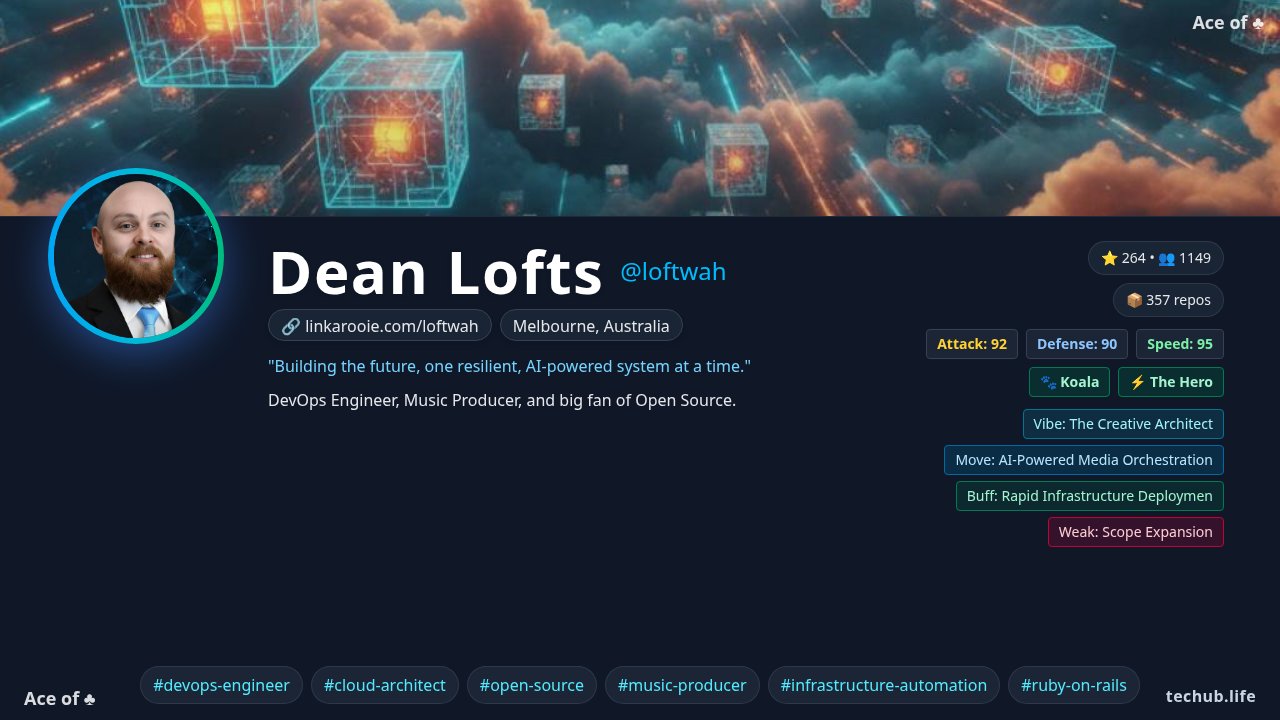 Ace of ♣
Dean Lofts @loftwah
🔗 linkarooie.com/loftwah Melbourne, Australia
"Building the future, one resilient, AI-powered system at a time."
DevOps Engineer, Music Producer, and big fan of Open Source.
⭐ 264 • 👥 1149
📦 357 repos
Attack: 92 Defense: 90 Speed: 95
🐾 Koala ⚡ The Hero
Vibe: The Creative Architect
Move: AI-Powered Media Orchestration
Buff: Rapid Infrastructure Deploymen
Weak: Scope Expansion
#devops-engineer #cloud-architect #open-source #music-producer #infrastructure-automation #ruby-on-rails
Ace of ♣
techub.life